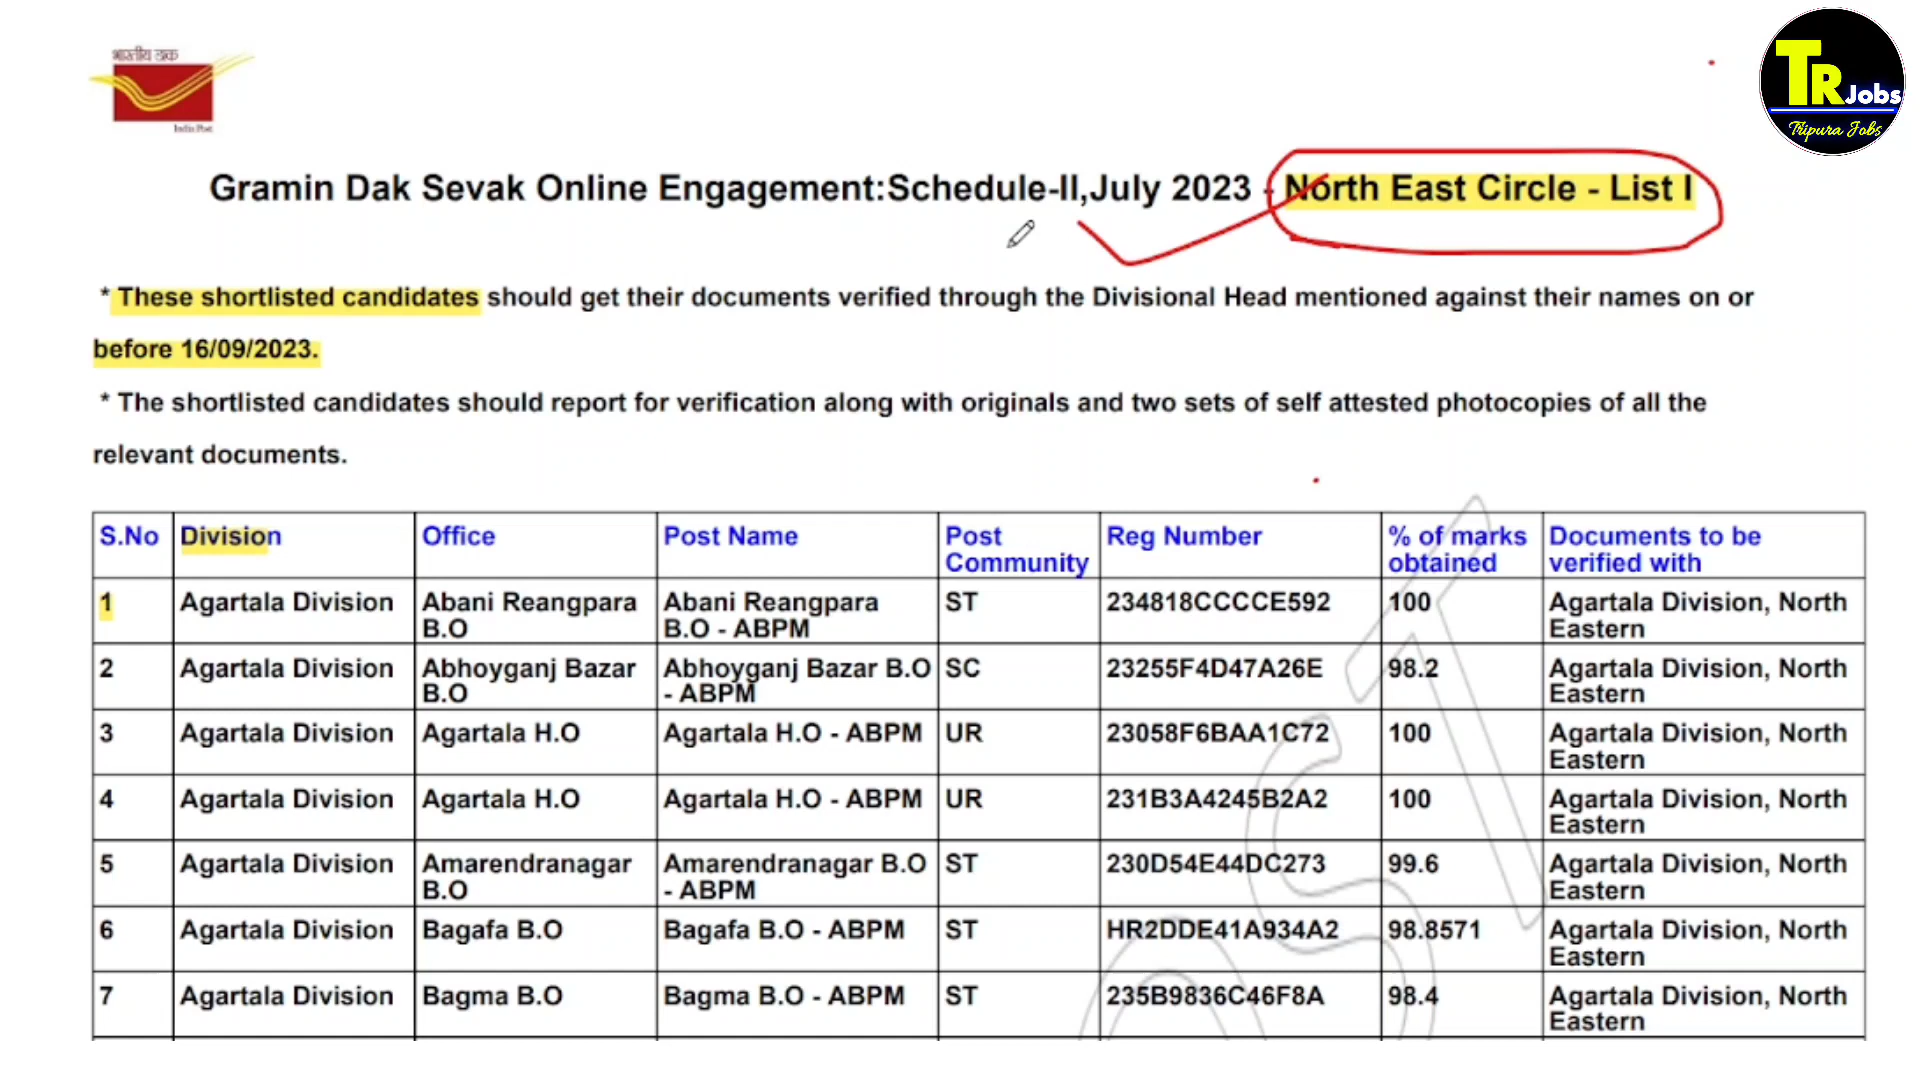 भारतीय डाक
India Post
TR Jobs
Tripura Jobs
Gramin Dak Sevak Online Engagement:Schedule-II,July 2023 - North East Circle - List I
* These shortlisted candidates should get their documents verified through the Divisional Head mentioned against their names on or
before 16/09/2023.
* The shortlisted candidates should report for verification along with originals and two sets of self attested photocopies of all the
relevant documents.
S.No Division Office Post Name Post Reg Number % of marks Documents to be
Community obtained verified with
1 Agartala Division Abani Reangpara Abani Reangpara ST 234818CCCCE592 100 Agartala Division, North
B.O B.O - ABPM Eastern
2 Agartala Division Abhoyganj Bazar Abhoyganj Bazar B.O SC 23255F4D47A26E 98.2 Agartala Division, North
B.O - ABPM Eastern
3 Agartala Division Agartala H.O Agartala H.O - ABPM UR 23058F6BAA1C72 100 Agartala Division, North
Eastern
4 Agartala Division Agartala H.O Agartala H.O - ABPM UR 231B3A4245B2A2 100 Agartala Division, North
Eastern
5 Agartala Division Amarendranagar Amarendranagar B.O ST 230D54E44DC273 99.6 Agartala Division, North
B.O - ABPM Eastern
6 Agartala Division Bagafa B.O Bagafa B.O - ABPM ST HR2DDE41A934A2 98.8571 Agartala Division, North
Eastern
7 Agartala Division Bagma B.O Bagma B.O - ABPM ST 235B9836C46F8A 98.4 Agartala Division, North
Eastern